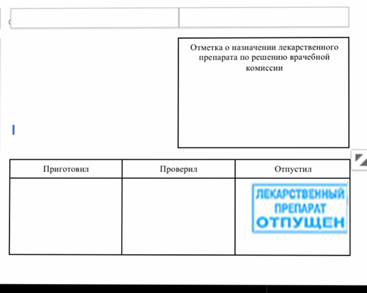 Отметка о назначении лекарственного
препарата по решению врачебной
комиссии
Приготовил Проверил Отпустил
ЛЕКАРСТВЕННЫЙ
ПРЕПАРАТ
ОТПУЩЕН